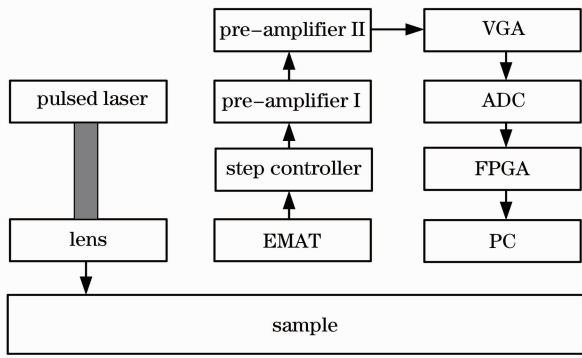 pre−amplifier II
VGA
pulsed laser
pre−amplifier I
ADC
step controller
FPGA
lens
EMAT
PC
sample